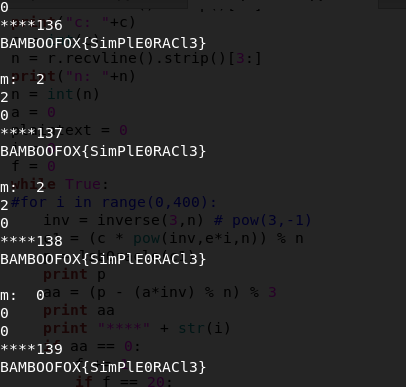 0
print("c: "+c)
****136
BAMBOOFOX{SimPlE0RACl3}
n = r.recvline().strip()[3:]
print("n: "+n)
m:  2
n = int(n)
2
a = 0
0
plaintext = 0
****137
BAMBOOFOX{SimPlE0RACl3}
f = 0
while True:
m:  2
#for i in range(0,400):
2
inv = inverse(3,n) # pow(3,-1)
0
= (c * pow(inv,e*i,n)) % n
****138
BAMBOOFOX{SimPlE0RACl3}
print p
aa = (p - (a*inv) % n) % 3
m:  0
print aa
0
print "****" + str(i)
0
if aa == 0:
****139
BAMBOOFOX{SimPlE0RACl3}
if f == 20: